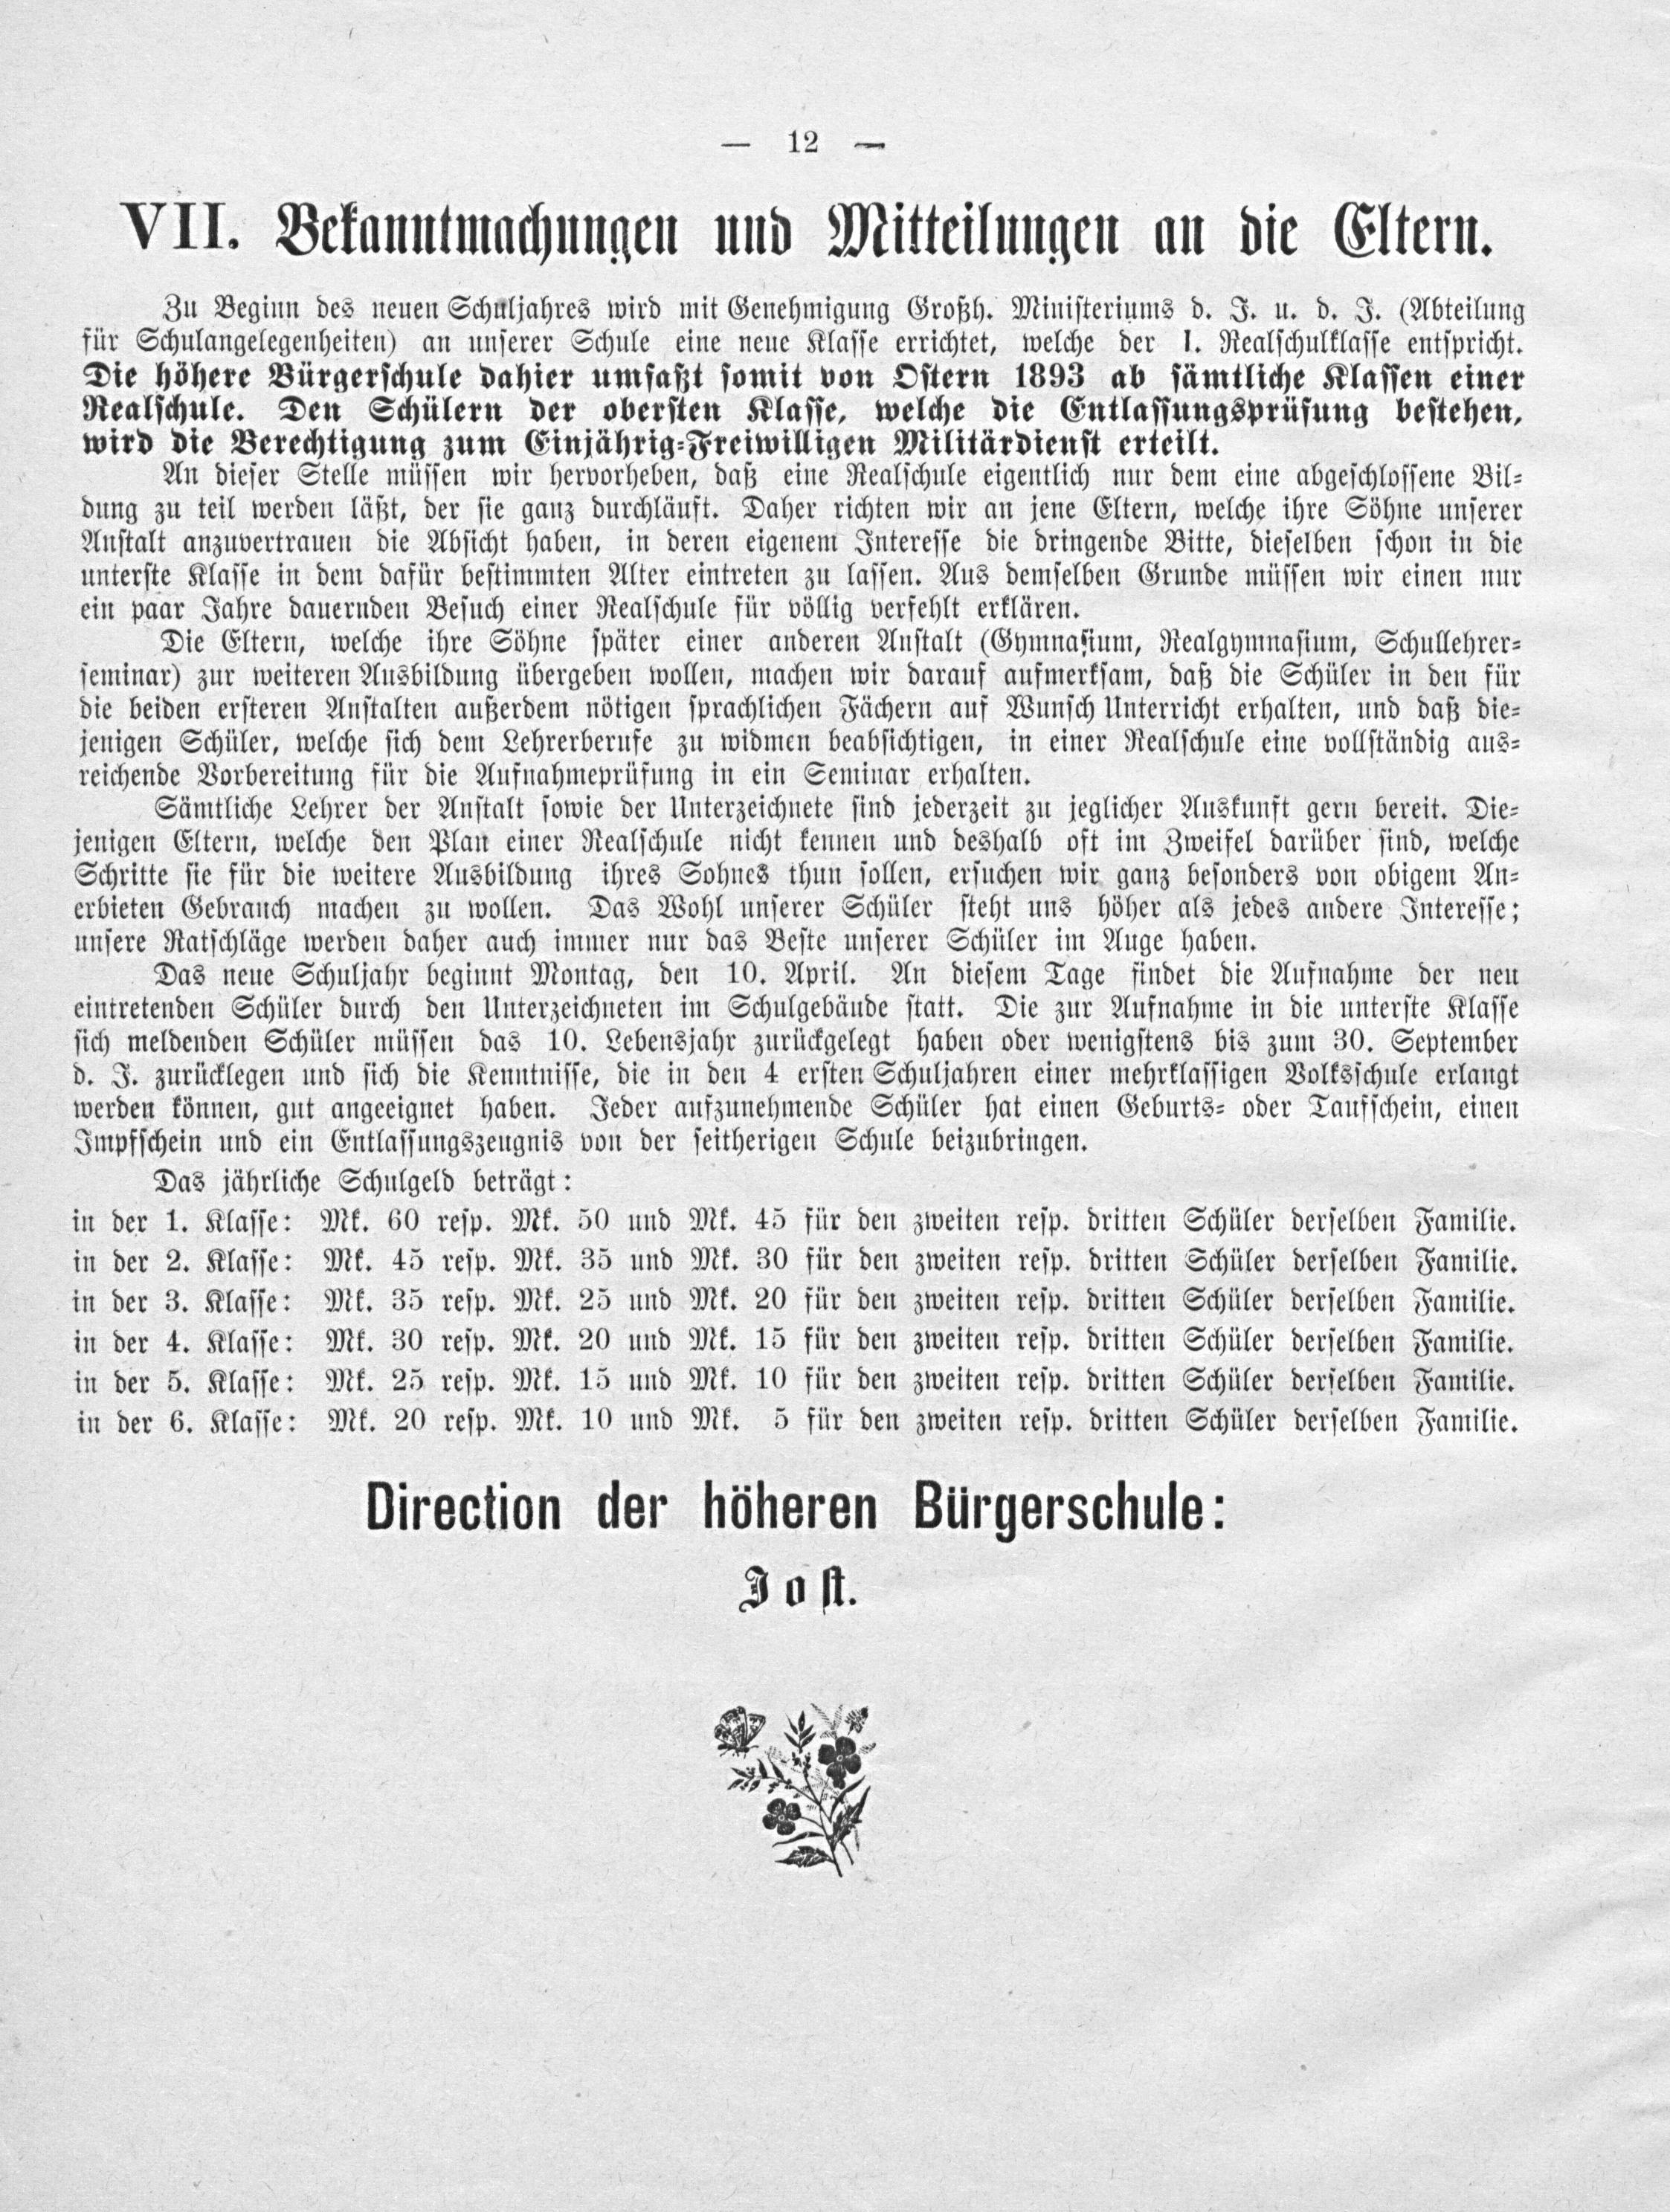 — 12 —
VII. Bekanntmachungen und Mitteilungen an die Eltern.
Zu Beginn des neuen Schuljahres wird mit Genehmigung Großh. Ministeriums d. J. u. d. J. (Abteilung
für Schulangelegenheiten) an unserer Schule eine neue Klasse errichtet, welche der 1. Realschulklasse entspricht.
Die höhere Bürgerschule dahier umfaßt somit von Ostern 1893 ab sämtliche Klassen einer
Realschule. Den Schülern der obersten Klasse, welche die Entlassungsprüfung bestehen,
wird die Berechtigung zum Einjährig-Freiwilligen Militärdienst erteilt.
An dieser Stelle müssen wir hervorheben, daß eine Realschule eigentlich nur dem eine abgeschlossene Bil-
dung zu teil werden läßt, der sie ganz durchläuft. Daher richten wir an jene Eltern, welche ihre Söhne unserer
Anstalt anzuvertrauen die Absicht haben, in deren eigenem Interesse die dringende Bitte, dieselben schon in die
unterste Klasse in dem dafür bestimmten Alter eintreten zu lassen. Aus demselben Grunde müssen wir einen nur
ein paar Jahre dauernden Besuch einer Realschule für völlig verfehlt erklären.
Die Eltern, welche ihre Söhne später einer anderen Anstalt (Gymnasium, Realgymnasium, Schullehrer-
seminar) zur weiteren Ausbildung übergeben wollen, machen wir darauf aufmerksam, daß die Schüler in den für
die beiden ersteren Anstalten außerdem nötigen sprachlichen Fächern auf Wunsch Unterricht erhalten, und daß die-
jenigen Schüler, welche sich dem Lehrerberufe zu widmen beabsichtigen, in einer Realschule eine vollständig aus-
reichende Vorbereitung für die Aufnahmeprüfung in ein Seminar erhalten.
Sämtliche Lehrer der Anstalt sowie der Unterzeichnete sind jederzeit zu jeglicher Auskunft gern bereit. Die-
jenigen Eltern, welche den Plan einer Realschule nicht kennen und deshalb oft im Zweifel darüber sind, welche
Schritte sie für die weitere Ausbildung ihres Sohnes thun sollen, ersuchen wir ganz besonders von obigem An-
erbieten Gebrauch machen zu wollen. Das Wohl unserer Schüler steht uns höher als jedes andere Interesse;
unsere Ratschläge werden daher auch immer nur das Beste unserer Schüler im Auge haben.
Das neue Schuljahr beginnt Montag, den 10. April. An diesem Tage findet die Aufnahme der neu
eintretenden Schüler durch den Unterzeichneten im Schulgebäude statt. Die zur Aufnahme in die unterste Klasse
sich meldenden Schüler müssen das 10. Lebensjahr zurückgelegt haben oder wenigstens bis zum 30. September
d. J. zurücklegen und sich die Kenntnisse, die in den 4 ersten Schuljahren einer mehrklassigen Volksschule erlangt
werden können, gut angeeignet haben. Jeder aufzunehmende Schüler hat einen Geburts- oder Taufschein, einen
Impfschein und ein Entlassungszeugnis von der seitherigen Schule beizubringen.
Das jährliche Schulgeld beträgt:
in der 1. Klasse: Mk. 60 resp. Mk. 50 und Mk. 45 für den zweiten resp. dritten Schüler derselben Familie.
in der 2. Klasse: Mk. 45 resp. Mk. 35 und Mk. 30 für den zweiten resp. dritten Schüler derselben Familie.
in der 3. Klasse: Mk. 35 resp. Mk. 25 und Mk. 20 für den zweiten resp. dritten Schüler derselben Familie.
in der 4. Klasse: Mk. 30 resp. Mk. 20 und Mk. 15 für den zweiten resp. dritten Schüler derselben Familie.
in der 5. Klasse: Mk. 25 resp. Mk. 15 und Mk. 10 für den zweiten resp. dritten Schüler derselben Familie.
in der 6. Klasse: Mk. 20 resp. Mk. 10 und Mk. 5 für den zweiten resp. dritten Schüler derselben Familie.
Direction der höheren Bürgerschule:
Jost.